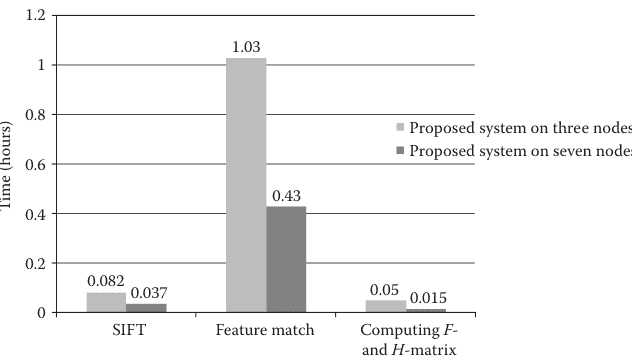 1.2
1
0.8
0.6
0.4
0.2
0
Time (hours)
1.03
0.43
0.082
0.037
0.05
0.015
Proposed system on three nodes
Proposed system on seven nodes
SIFT
Feature match
Computing F-
and H-matrix